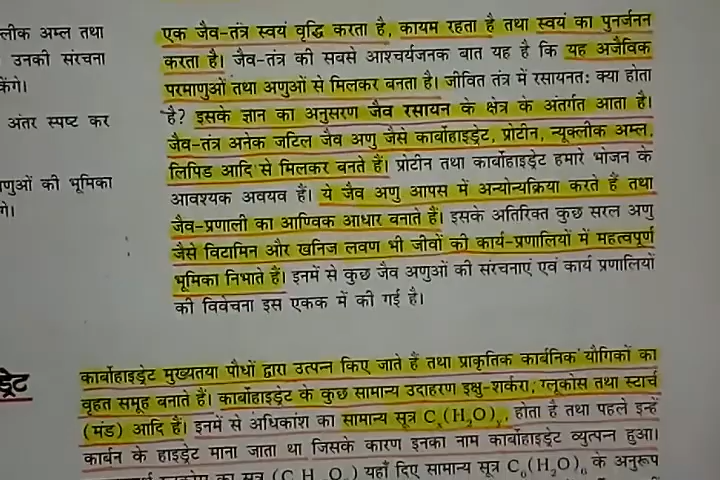 लीक अम्ल तथा
उनकी संरचना
केंगे।
अंतर स्पष्ट कर
णुओं की भूमिका
गे।
एक जैव-तंत्र स्वयं वृद्धि करता है, कायम रहता है तथा स्वयं का पुनर्जनन
करता है। जैव-तंत्र की सबसे आश्चर्यजनक बात यह है कि यह अजैविक
परमाणुओं तथा अणुओं से मिलकर बनता है। जीवित तंत्र में रसायनतः क्या होता
है? इसके ज्ञान का अनुसरण जैव रसायन के क्षेत्र के अंतर्गत आता है।
जैव-तंत्र अनेक जटिल जैव अणु जैसे कार्बोहाइड्रेट, प्रोटीन, न्यूक्लीक अम्ल,
लिपिड आदि से मिलकर बनते हैं। प्रोटीन तथा कार्बोहाइड्रेट हमारे भोजन के
आवश्यक अवयव हैं। ये जैव अणु आपस में अन्योन्यक्रिया करते हैं तथा
जैव-प्रणाली का आण्विक आधार बनाते हैं। इसके अतिरिक्त कुछ सरल अणु
जैसे विटामिन और खनिज लवण भी जीवों की कार्य-प्रणालियों में महत्वपूर्ण
भूमिका निभाते हैं। इनमें से कुछ जैव अणुओं की संरचनाएं एवं कार्य प्रणालियों
की विवेचना इस एकक में की गई है।
ड्रेट
कार्बोहाइड्रेट मुख्यतया पौधों द्वारा उत्पन्न किए जाते हैं तथा प्राकृतिक कार्बनिक यौगिकों का
वृहत समूह बनाते हैं। कार्बोहाइड्रेट के कुछ सामान्य उदाहरण इक्षु-शर्करा, ग्लूकोस तथा स्टार्च
(मंड) आदि हैं। इनमें से अधिकांश का सामान्य सूत्र Cₓ(H₂O)ᵧ, होता है तथा पहले इन्हें
कार्बन के हाइड्रेट माना जाता था जिसके कारण इनका नाम कार्बोहाइड्रेट व्युत्पन्न हुआ।
का सूत्र (C H O ) यहाँ दिए सामान्य सूत्र C₆(H₂O)₆ के अनुरूप